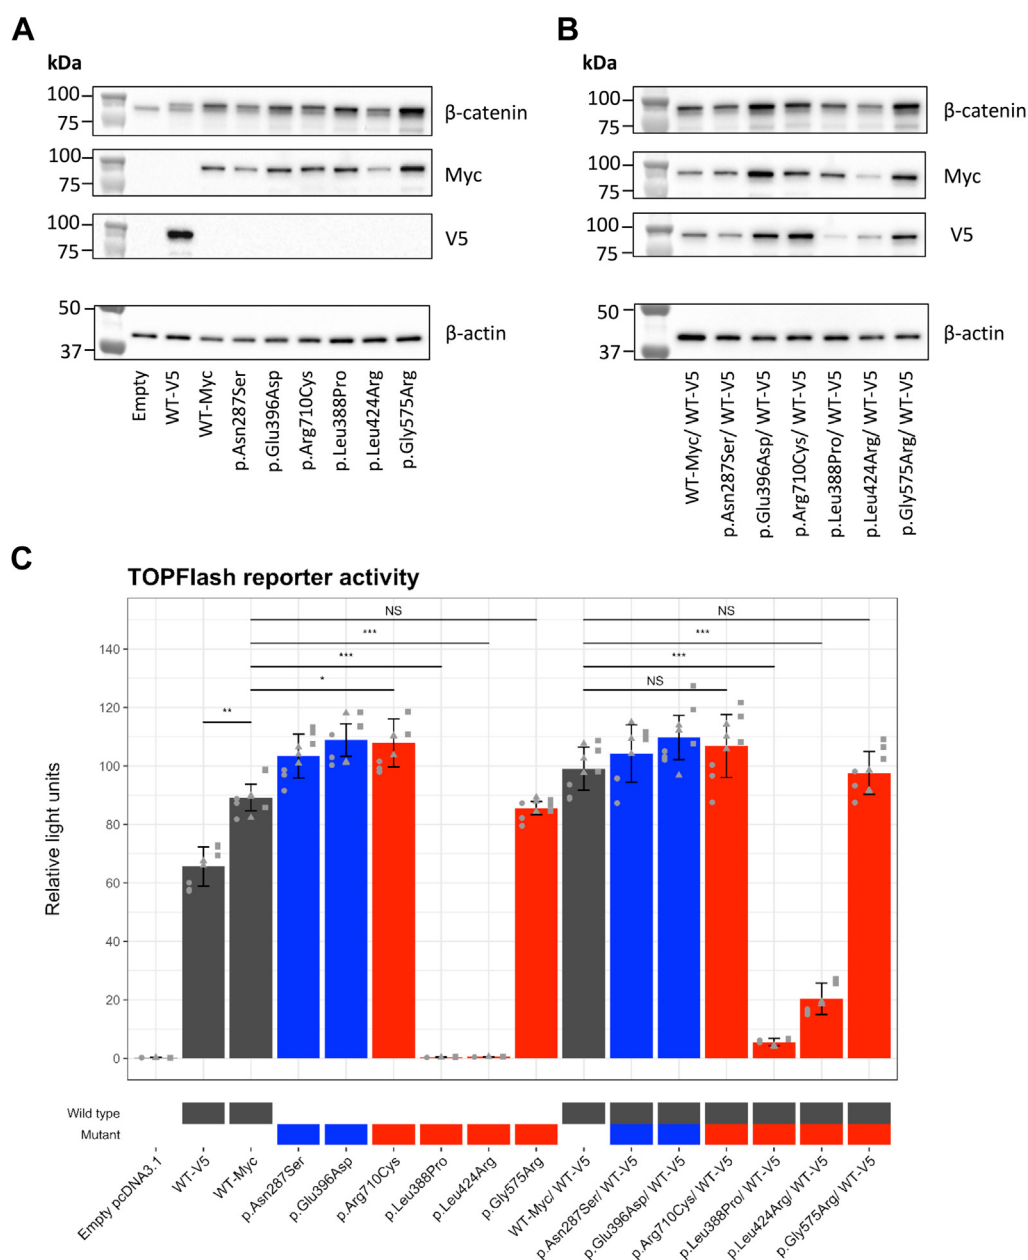 A
kDa
100
75
β-catenin
100
75
Myc
100
75
V5
50
37
β-actin
Empty
WT-V5
WT-Myc
p.Asn287Ser
p.Glu396Asp
p.Arg710Cys
p.Leu388Pro
p.Leu424Arg
p.Gly575Arg
B
kDa
100
75
β-catenin
100
75
Myc
100
75
V5
50
37
β-actin
WT-Myc/ WT-V5
p.Asn287Ser/ WT-V5
p.Glu396Asp/ WT-V5
p.Arg710Cys/ WT-V5
p.Leu388Pro/ WT-V5
p.Leu424Arg/ WT-V5
p.Gly575Arg/ WT-V5
C
TOPFlash reporter activity
NS
***
***
*
**
NS
***
***
NS
Relative light units
140
120
100
80
60
40
20
0
Wild type
Mutant
Empty pcDNA3.1
WT-V5
WT-Myc
p.Asn287Ser
p.Glu396Asp
p.Arg710Cys
p.Leu388Pro
p.Leu424Arg
p.Gly575Arg
WT-Myc/ WT-V5
p.Asn287Ser/ WT-V5
p.Glu396Asp/ WT-V5
p.Arg710Cys/ WT-V5
p.Leu388Pro/ WT-V5
p.Leu424Arg/ WT-V5
p.Gly575Arg/ WT-V5